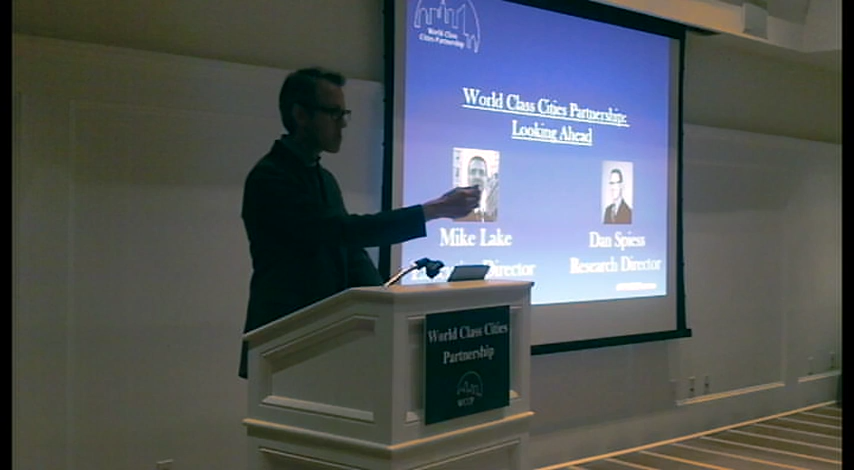 World Class
Cities Partnership
World Class Cities Partnership:
Looking Ahead
Mike Lake
Dan Spiess
Director
Research Director
World Class Cities
Partnership
WCCP